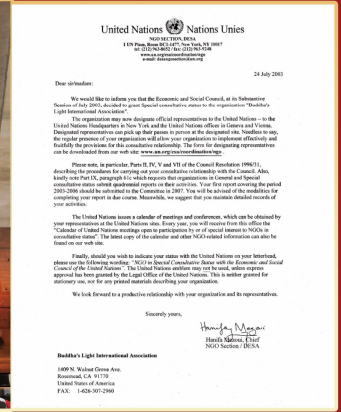 United Nations Nations Unies
NGO SECTION, DESA
1 UN Plaza, Room DC1-1477, New York, NY 10017
tel: (212) 963-8652 / fax: (212) 963-9248
www.un.org/esa/coordination/ngo
e-mail: desangosection@un.org
24 July 2003
Dear sir/madam:
We would like to inform you that the Economic and Social Council, at its Substantive
Session of July 2003, decided to grant Special consultative status to the organization "Buddha's
Light International Association".
The organization may now designate official representatives to the United Nations – to the
United Nations Headquarters in New York and the United Nations offices in Geneva and Vienna.
Designated representatives can pick up their passes in person at the designated site. Needless to say,
the regular presence of your organization will allow your organization to implement effectively and
fruitfully the provisions for this consultative relationship. The form for designating representatives
can be downloaded from our web site: www.un.org/esa/coordination/ngo.
Please note, in particular, Parts II, IV, V and VII of the Council Resolution 1996/31,
describing the procedures for carrying out your consultative relationship with the Council. Also,
kindly note Part IX, paragraph 61c which requests that organizations in General and Special
consultative status submit quadrennial reports on their activities. Your first report covering the period
2003-2006 should be submitted to the Committee in 2007. You will be advised of the modalities for
completing your report in due course. Meanwhile, we suggest that you maintain detailed records of
your activities.
The United Nations issues a calendar of meetings and conferences, which can be obtained by
your representatives at the United Nations sites. Every year, you will receive from this office the
"Calendar of United Nations meetings open to participation by or of special interest to NGOs in
consultative status". The latest copy of the calendar and other NGO-related information can also be
found on our web site.
Finally, should you wish to indicate your status with the United Nations on your letterhead,
please use the following wording: "NGO in Special Consultative Status with the Economic and Social
Council of the United Nations". The United Nations emblem may not be used, unless express
approval has been granted by the Legal Office of the United Nations. This is neither granted for
stationery use, nor for any printed materials describing your organization.
We look forward to a productive relationship with your organization and its representatives.
Sincerely yours,
Hanifa Mezoui, Chief
NGO Section / DESA
Buddha's Light International Association
1409 N. Walnut Grove Ave.
Rosemead, CA 91770
United States of America
FAX: 1-626-307-2960